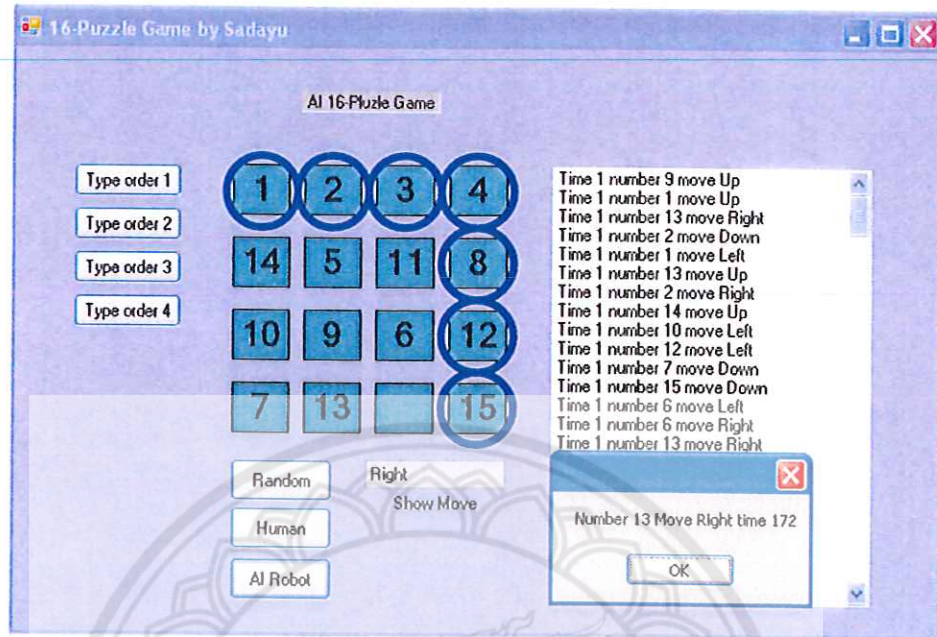 16-Puzzle Game by Sadayu
AI 16-Pluzle Game
Type order 1
Type order 2
Type order 3
Type order 4
1 2 3 4
14 5 11 8
10 9 6 12
7 13 15
Random
Human
AI Robot
Right
Show Move
Time 1 number 9 move Up
Time 1 number 1 move Up
Time 1 number 13 move Right
Time 1 number 2 move Down
Time 1 number 1 move Left
Time 1 number 13 move Up
Time 1 number 2 move Right
Time 1 number 14 move Up
Time 1 number 10 move Left
Time 1 number 12 move Left
Time 1 number 7 move Down
Time 1 number 15 move Down
Time 1 number 6 move Left
Time 1 number 6 move Right
Time 1 number 13 move Right
Number 13 Move Right time 172
OK